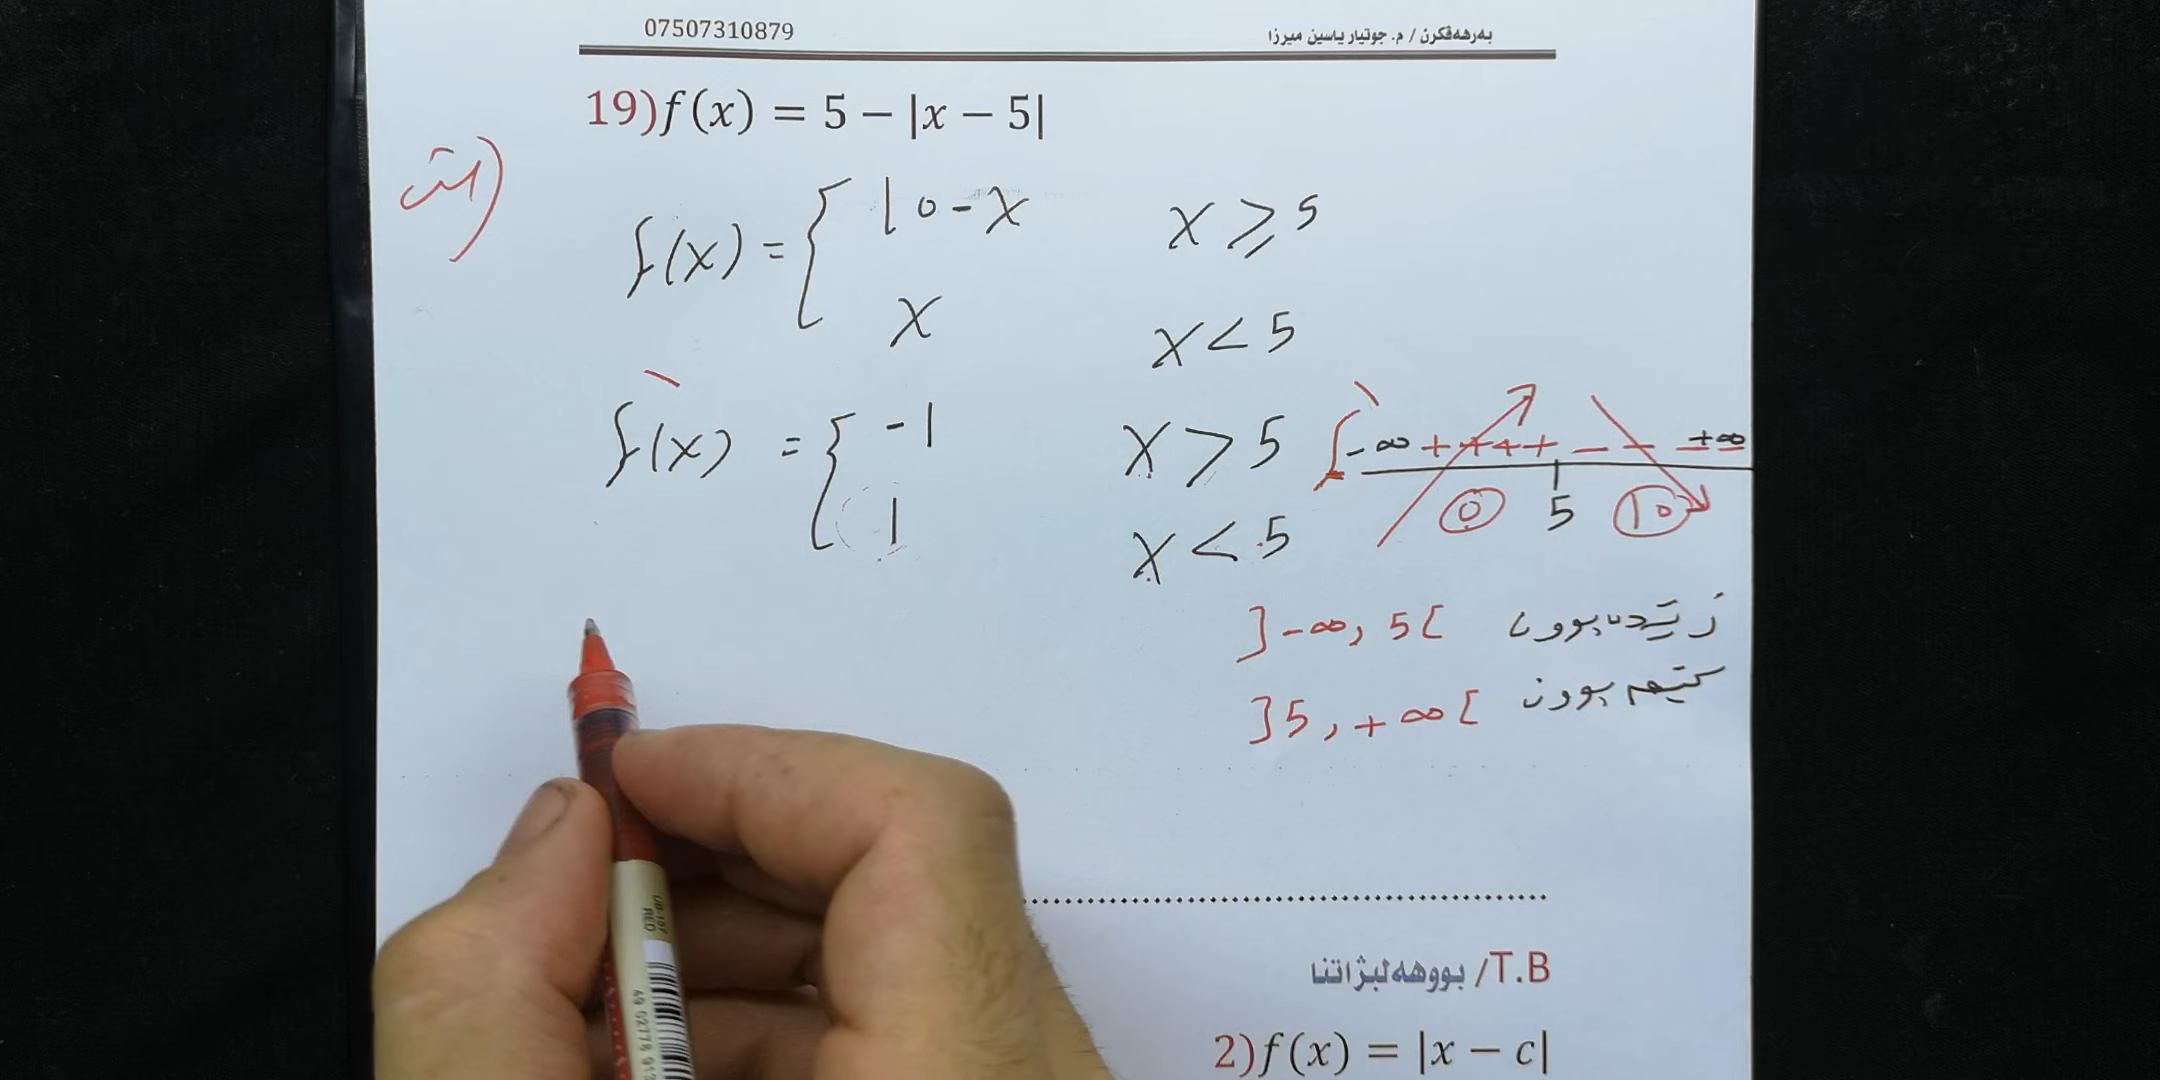 07507310879 بەرهەڤکرن / م. جوتیار یاسین میرزا
19)f(x) = 5 − |x − 5|
f(x) = { 10 - x x ≥ 5
x x < 5
f`(x) = { -1 x > 5
1 x < 5
f` -∞ + + + + - - +∞
0 5 10
]-∞, 5[ زێدەبوون
]5, +∞[ کێمبوون
T.B/ بووهەلبژاتنا
2)f(x) = |x − c|